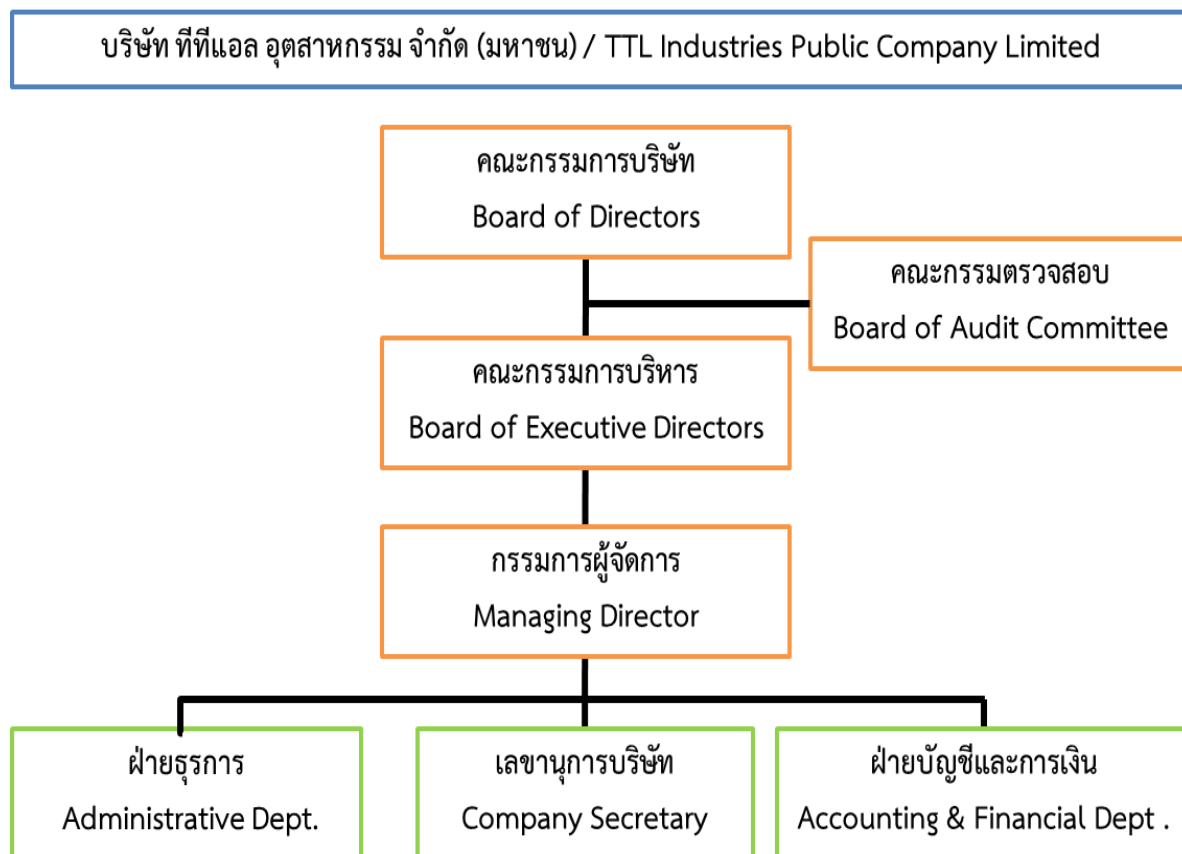 บริษัท ทีทีแอล อุตสาหกรรม จำกัด (มหาชน) / TTL Industries Public Company Limited
คณะกรรมการบริษัท
Board of Directors
คณะกรรมตรวจสอบ
Board of Audit Committee
คณะกรรมการบริหาร
Board of Executive Directors
กรรมการผู้จัดการ
Managing Director
ฝ่ายธุรการ
Administrative Dept.
เลขานุการบริษัท
Company Secretary
ฝ่ายบัญชีและการเงิน
Accounting & Financial Dept .